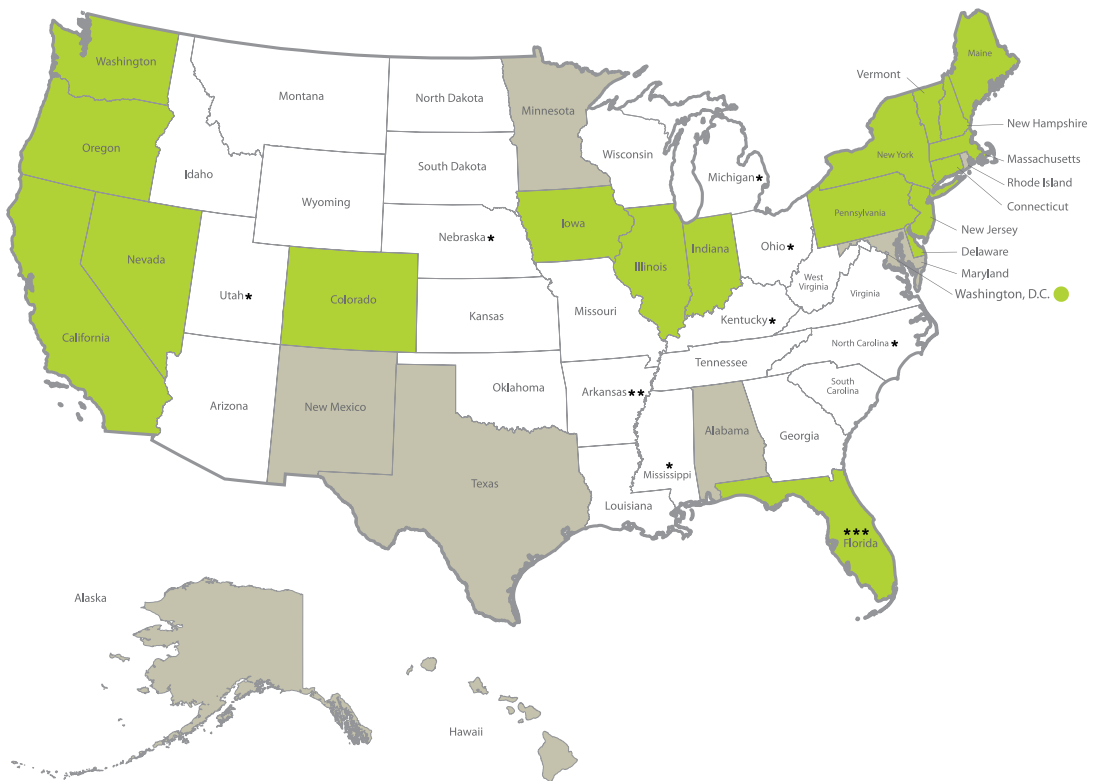 Washington
Montana
North Dakota
Minnesota
Maine
Vermont
Oregon
Idaho
South Dakota
Wisconsin
Michigan*
New York
New Hampshire
Massachusetts
Rhode Island
Connecticut
Wyoming
Nebraska*
Iowa
Pennsylvania
New Jersey
Nevada
Utah*
Colorado
Illinois
Indiana
Ohio*
Delaware
Maryland
Washington, D.C.
West
Virginia
Virginia
California
Kansas
Missouri
Kentucky*
North Carolina*
Tennessee
Arizona
New Mexico
Oklahoma
Arkansas**
South
Carolina
Texas
*
Mississippi
Alabama
Georgia
Louisiana
***
Florida
Alaska
Hawaii